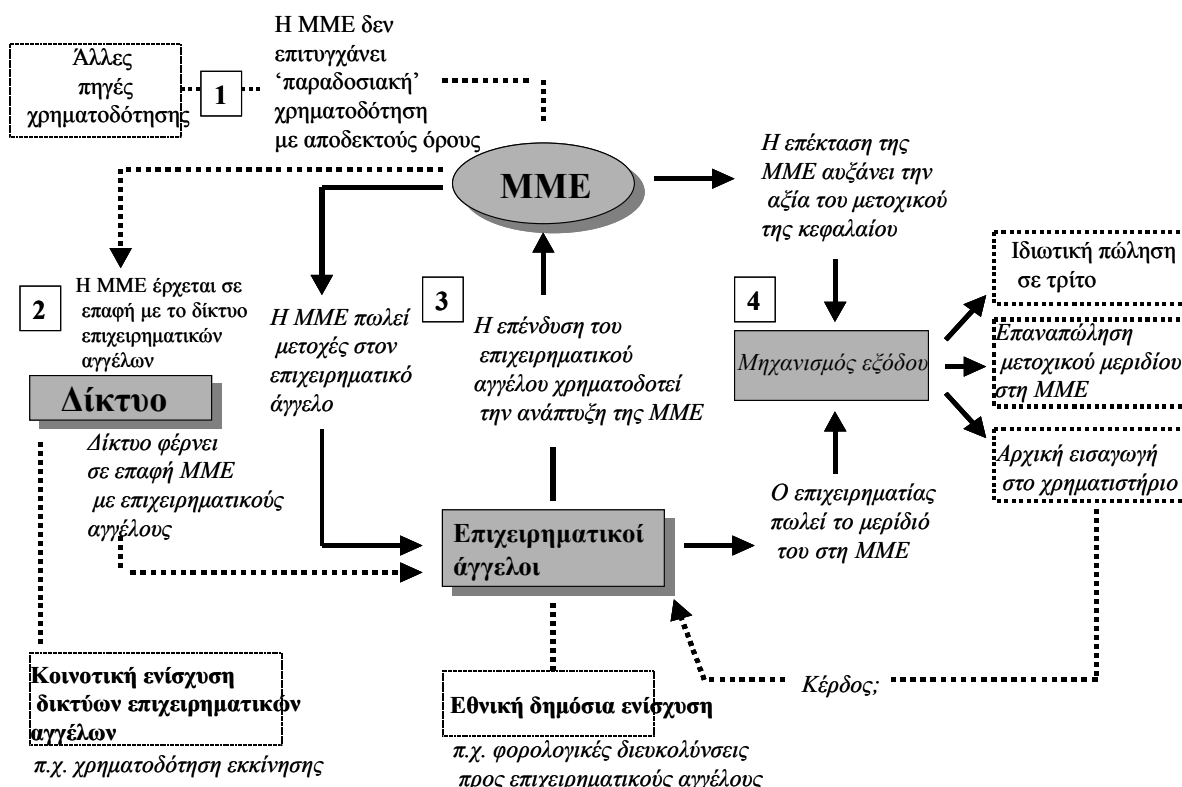 Άλλες
πηγές
χρηματοδότησης
1
Η ΜΜΕ δεν
επιτυγχάνει
‘παραδοσιακή’
χρηματοδότηση
με αποδεκτούς όρους
ΜΜΕ
Η επέκταση της
ΜΜΕ αυξάνει την
αξία του μετοχικού
της κεφαλαίου
2
Η ΜΜΕ έρχεται σε
επαφή με το δίκτυο
επιχειρηματικών
αγγέλων
Δίκτυο
Δίκτυο φέρνει
σε επαφή ΜΜΕ
με επιχειρηματικούς
αγγέλους
Η ΜΜΕ πωλεί
μετοχές στον
επιχειρηματικό
άγγελο
3
Η επένδυση του
επιχειρηματικού
αγγέλου χρηματοδοτεί
την ανάπτυξη της ΜΜΕ
4
Μηχανισμός εξόδου
Ιδιωτική πώληση
σε τρίτο
Επαναπώληση
μετοχικού μεριδίου
στη ΜΜΕ
Αρχική εισαγωγή
στο χρηματιστήριο
Επιχειρηματικοί
άγγελοι
Ο επιχειρηματίας
πωλεί το μερίδιό
του στη ΜΜΕ
Κέρδος;
Κοινοτική ενίσχυση
δικτύων επιχειρηματικών
αγγέλων
π.χ. χρηματοδότηση εκκίνησης
Εθνική δημόσια ενίσχυση
π.χ. φορολογικές διευκολύνσεις
προς επιχειρηματικούς αγγέλους